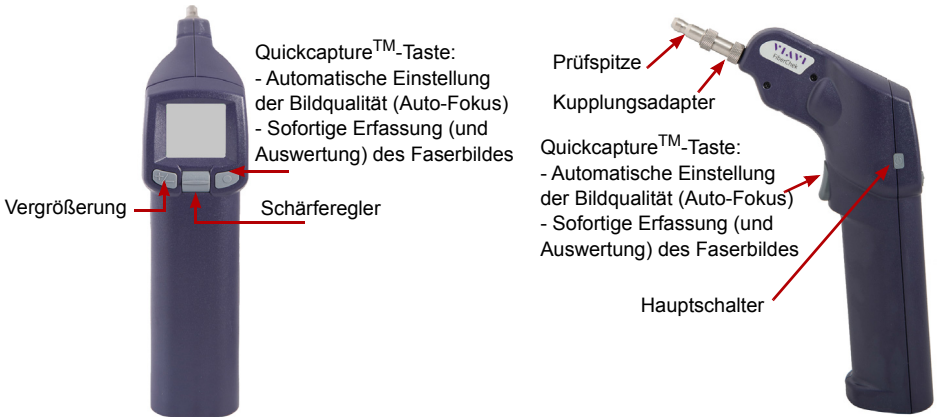 Quickcapture™-Taste:
- Automatische Einstellung
der Bildqualität (Auto-Fokus)
- Sofortige Erfassung (und
Auswertung) des Faserbildes
Vergrößerung
Schärferegler
VIAVI
FiberChek
Prüfspitze
Kupplungsadapter
Quickcapture™-Taste:
- Automatische Einstellung
der Bildqualität (Auto-Fokus)
- Sofortige Erfassung (und
Auswertung) des Faserbildes
Hauptschalter